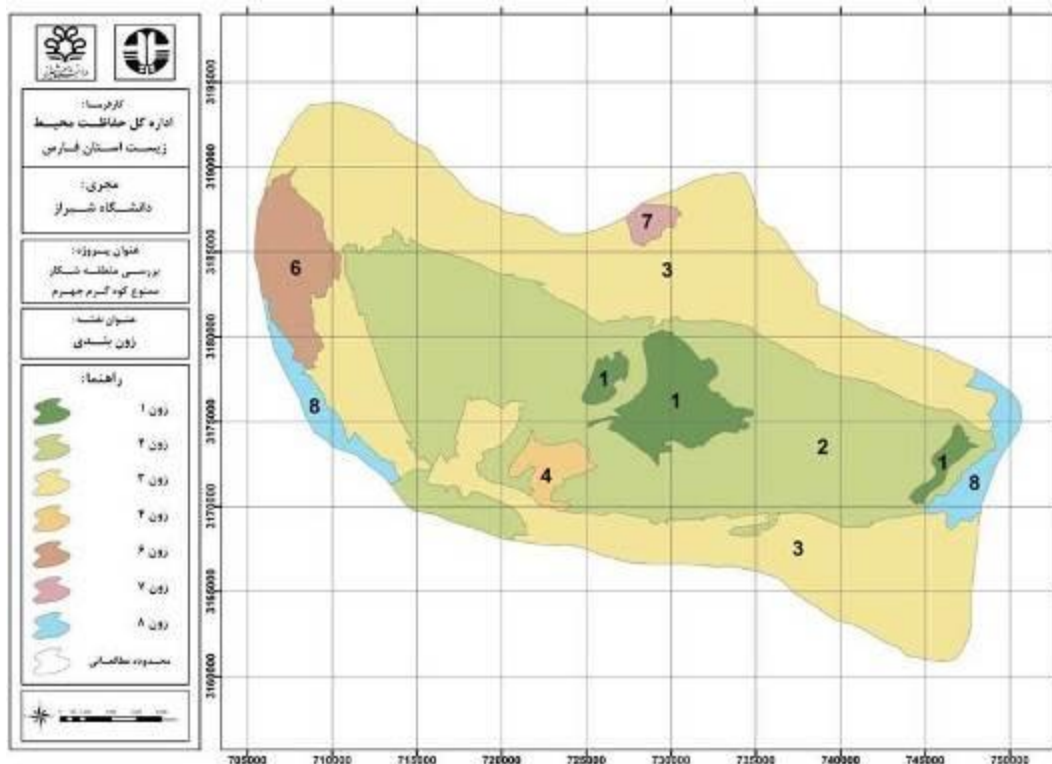 دانشگاه شیراز
کارفرما:
اداره کل حفاظت محیط
زیست استان فارس
مجری:
دانشگاه شیراز
عنوان پروژه:
بررسی منطقه شکار
ممنوع کوه گرم جهرم
عنوان نقشه:
زون بندی
راهنما:
زون ۱
زون ۲
زون ۳
زون ۴
زون ۶
زون ۷
زون ۸
محدوده مطالعاتی
3195000
3190000
3185000
3180000
3175000
3170000
3165000
3160000
7
3
6
1
1
8
2
1
4
8
3
705000 710000 715000 720000 725000 730000 735000 740000 745000 750000